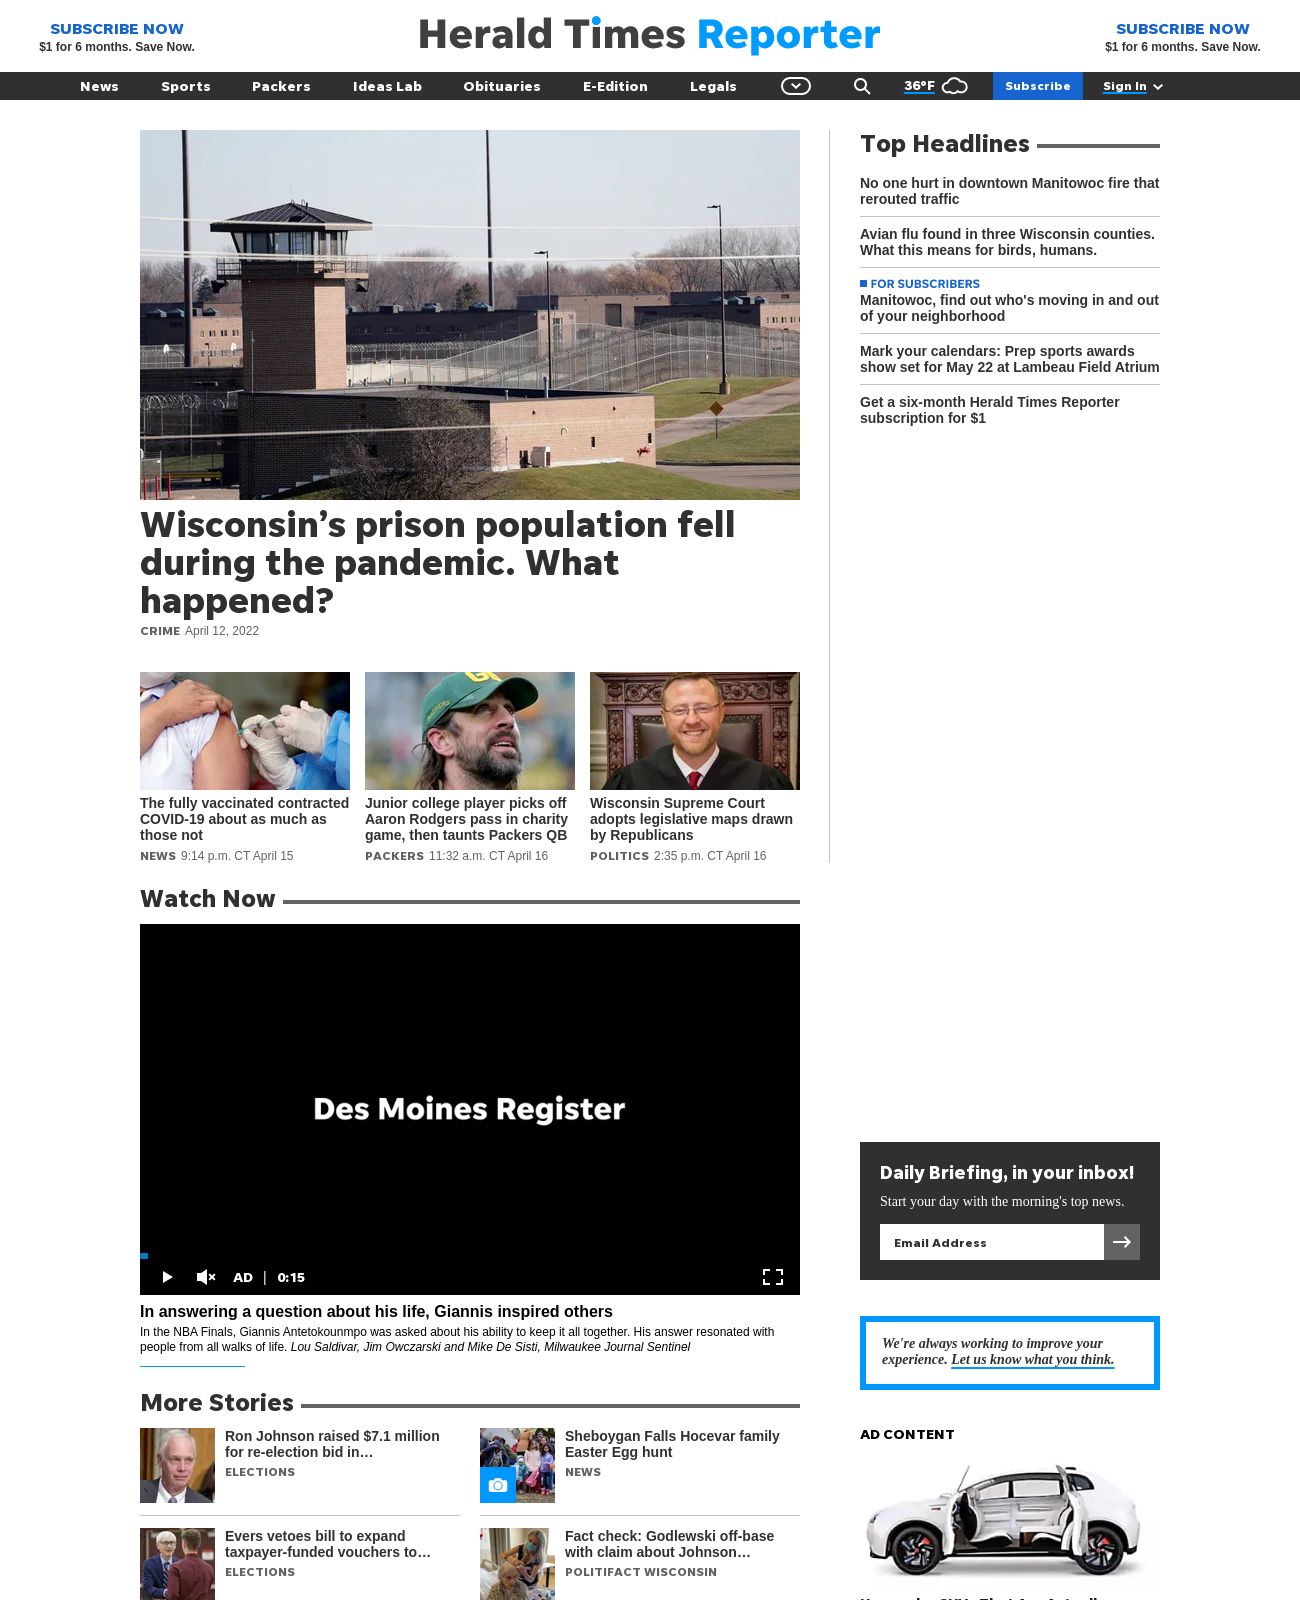 SUBSCRIBE NOW
$1 for 6 months. Save Now.
Herald Times Reporter
SUBSCRIBE NOW
$1 for 6 months. Save Now.
News Sports Packers Ideas Lab Obituaries E-Edition Legals 36°F Subscribe Sign In
Wisconsin’s prison population fell
during the pandemic. What
happened?
CRIME April 12, 2022
The fully vaccinated contracted
COVID-19 about as much as
those not
NEWS 9:14 p.m. CT April 15
PACKERS
Junior college player picks off
Aaron Rodgers pass in charity
game, then taunts Packers QB
PACKERS 11:32 a.m. CT April 16
Wisconsin Supreme Court
adopts legislative maps drawn
by Republicans
POLITICS 2:35 p.m. CT April 16
Top Headlines
No one hurt in downtown Manitowoc fire that
rerouted traffic
Avian flu found in three Wisconsin counties.
What this means for birds, humans.
FOR SUBSCRIBERS
Manitowoc, find out who's moving in and out
of your neighborhood
Mark your calendars: Prep sports awards
show set for May 22 at Lambeau Field Atrium
Get a six-month Herald Times Reporter
subscription for $1
Watch Now
Des Moines Register
AD | 0:15
In answering a question about his life, Giannis inspired others
In the NBA Finals, Giannis Antetokounmpo was asked about his ability to keep it all together. His answer resonated with
people from all walks of life. Lou Saldivar, Jim Owczarski and Mike De Sisti, Milwaukee Journal Sentinel
More Stories
Ron Johnson raised $7.1 million
for re-election bid in…
ELECTIONS
Sheboygan Falls Hocevar family
Easter Egg hunt
NEWS
Evers vetoes bill to expand
taxpayer-funded vouchers to…
ELECTIONS
Fact check: Godlewski off-base
with claim about Johnson…
POLITIFACT WISCONSIN
Daily Briefing, in your inbox!
Start your day with the morning's top news.
Email Address
We're always working to improve your
experience. Let us know what you think.
AD CONTENT